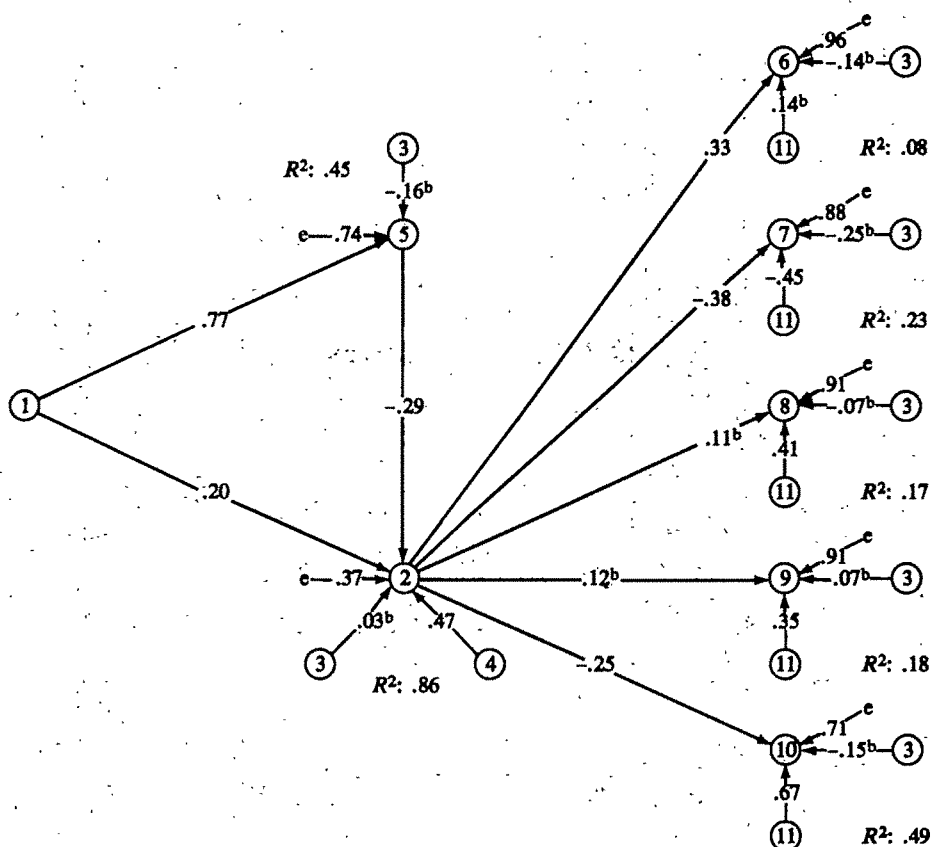 e
.96
6
–.14ᵇ
3
.14ᵇ
11
R²: .08
.33
3
R²: .45
–.16ᵇ
e
.74
5
e
.88
7
–.25ᵇ
3
–.45
11
R²: .23
–.38
.77
1
–.29
e
.91
8
–.07ᵇ
3
.11ᵇ
.41
11
R²: .17
.20
e
.37
2
.12ᵇ
e
.91
9
.07ᵇ
3
.03ᵇ
.47
3
4
R²: .86
.35
11
R²: .18
–.25
e
.71
10
–.15ᵇ
3
.67
11
R²: .49